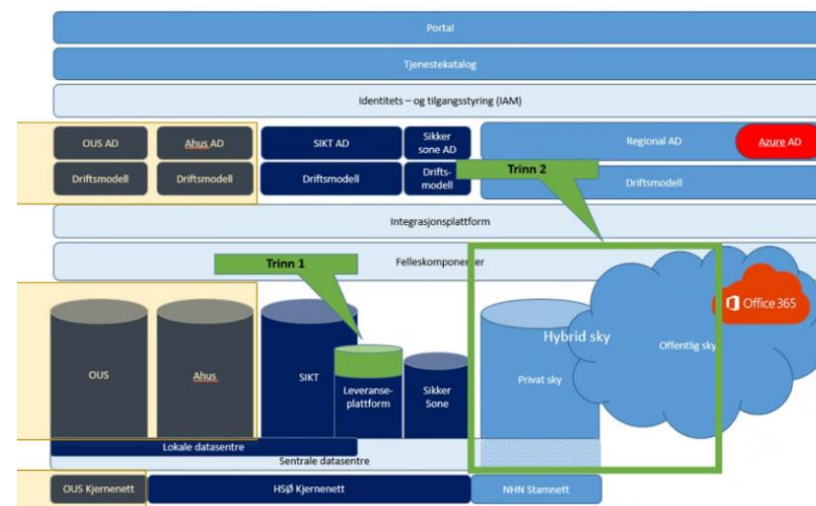 Portal
Tjenestekatalog
Identitets – og tilgangsstyring (IAM)
OUS AD
Ahus AD
SIKT AD
Sikker
sone AD
Regional AD
Azure AD
Driftsmodell
Driftsmodell
Driftsmodell
Drifts-
modell
Trinn 2
Driftsmodell
Integrasjonsplattform
Trinn 1
Felleskomponenter
Office 365
Hybrid sky
Offentlig sky
OUS
Ahus
SIKT
Leveranse-
plattform
Sikker
Sone
Privat sky
Lokale datasentre
Sentrale datasentre
OUS Kjernenett
HSØ Kjernenett
NHN Stamnett